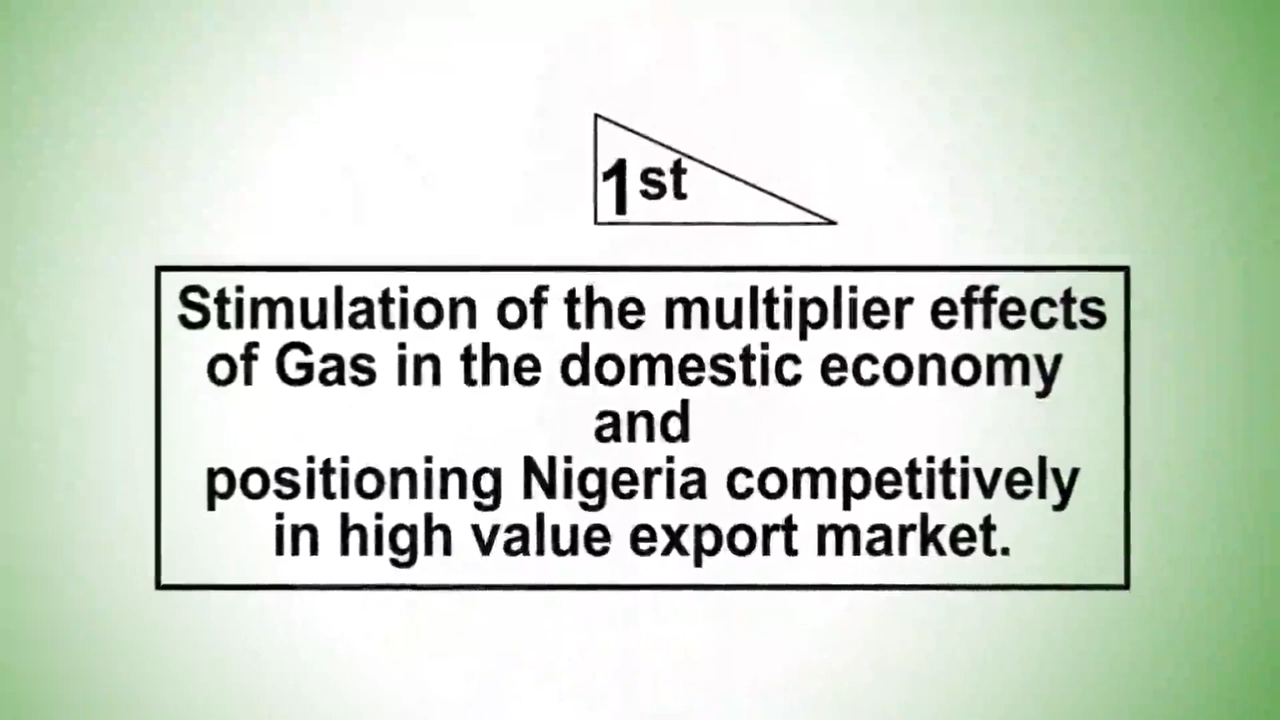 1st
Stimulation of the multiplier effects
of Gas in the domestic economy
and
positioning Nigeria competitively
in high value export market.